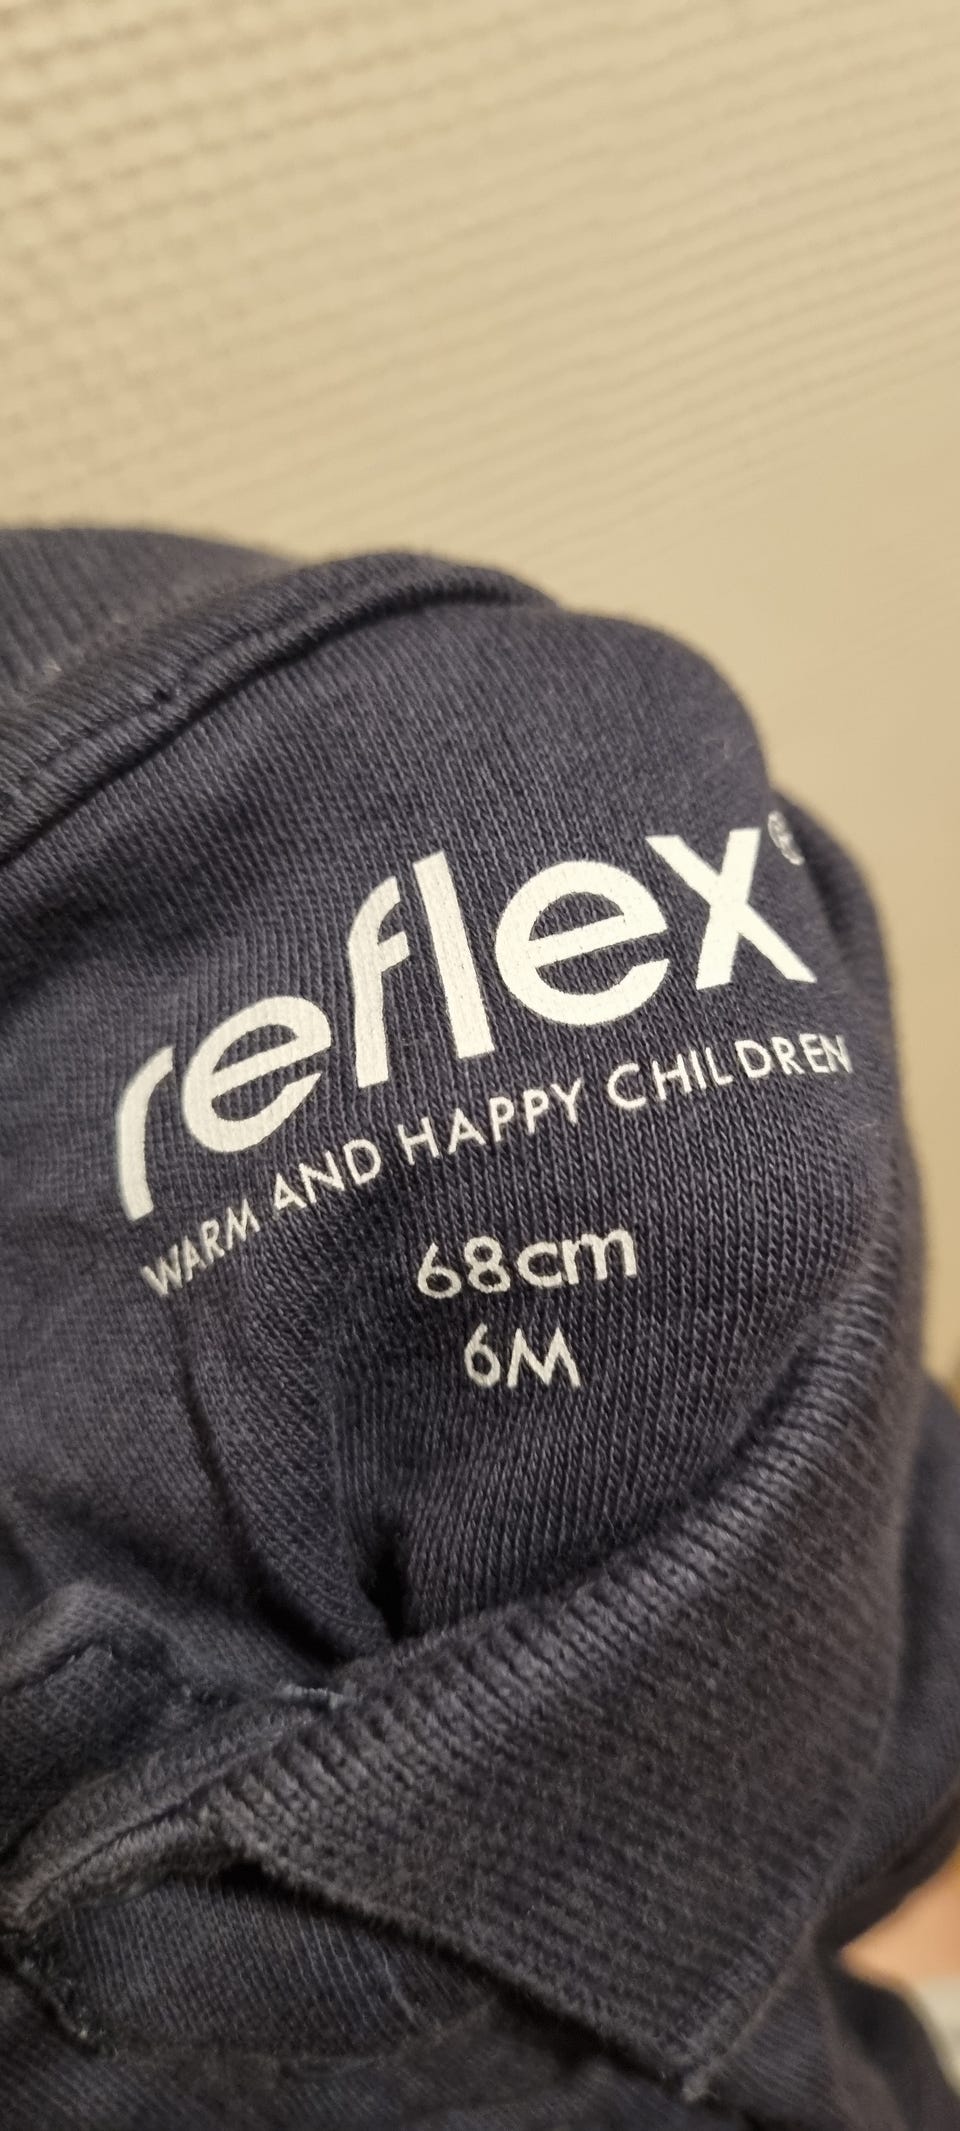 reflex®
WARM AND HAPPY CHILDREN
68cm
6M